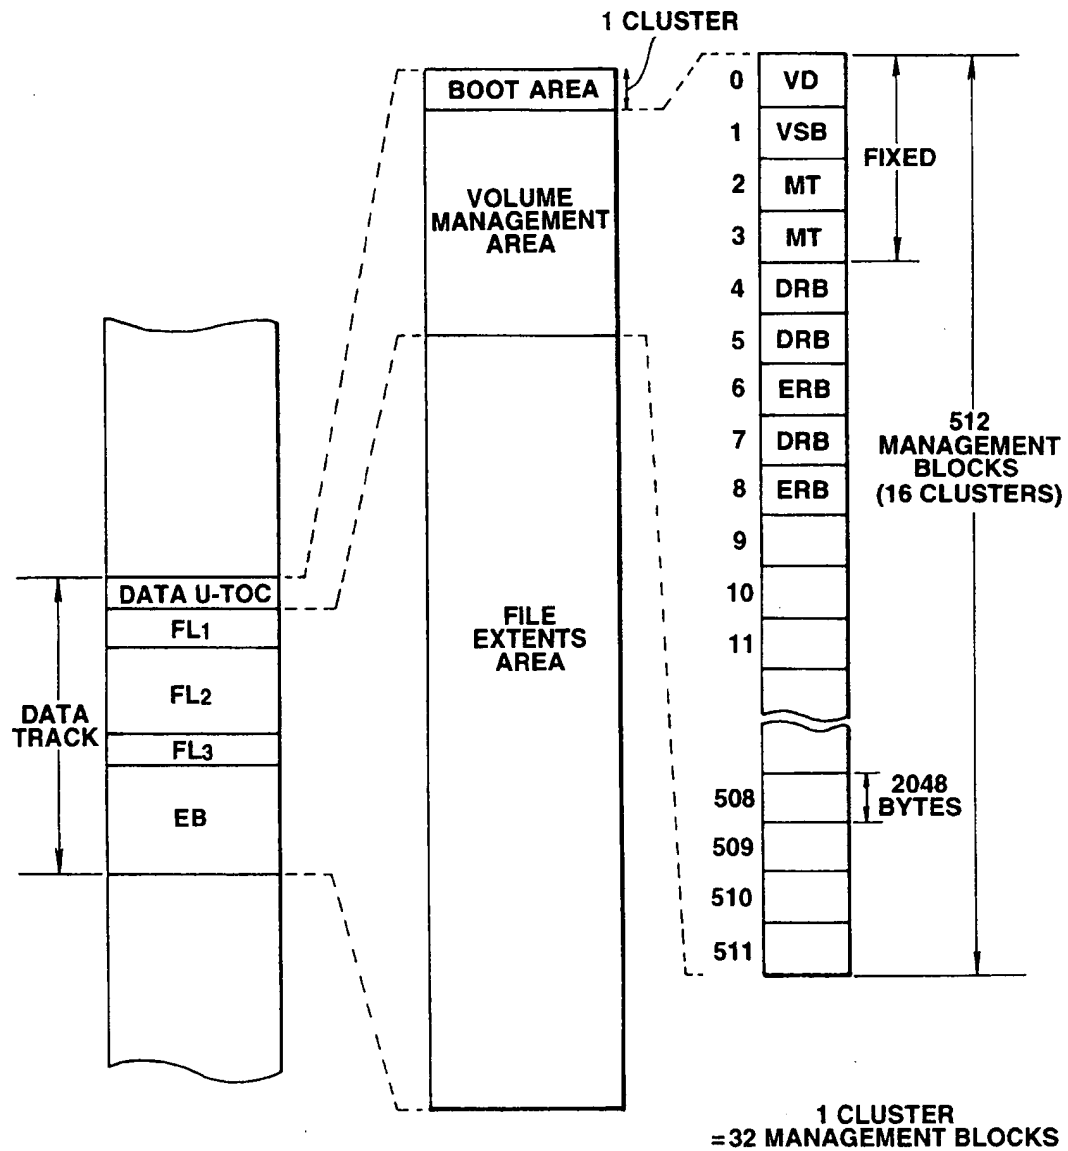 1 CLUSTER
BOOT AREA
VOLUME
MANAGEMENT
AREA
FILE
EXTENTS
AREA
DATA U-TOC
FL1
FL2
FL3
EB
DATA
TRACK
0 VD
1 VSB
2 MT
3 MT
4 DRB
5 DRB
6 ERB
7 DRB
8 ERB
9
10
11
508
509
510
511
FIXED
512
MANAGEMENT
BLOCKS
(16 CLUSTERS)
2048
BYTES
1 CLUSTER
=32 MANAGEMENT BLOCKS